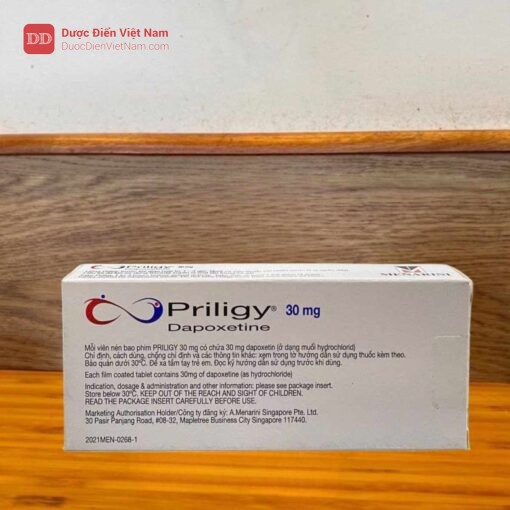 DD
Dược Điển Việt Nam
DuocDienVietNam.com
Priligy 30 mg
MENARINI
Priligy® 30 mg
Dapoxetine
Mỗi viên nén bao phim PRILIGY 30 mg có chứa 30 mg dapoxetin (ở dạng muối hydrochlorid)
Chỉ định, cách dùng, chống chỉ định và các thông tin khác: xem trong tờ hướng dẫn sử dụng thuốc kèm theo.
Bảo quản dưới 30ºC. Để xa tầm tay trẻ em. Đọc kỹ hướng dẫn sử dụng trước khi dùng.
Each film coated tablet contains 30mg of dapoxetine (as hydrochloride)
Indication, dosage & administration and other information: please see package insert.
Store below 30ºC. KEEP OUT OF THE REACH AND SIGHT OF CHILDREN.
READ THE PACKAGE INSERT CAREFULLY BEFORE USE.
Marketing Authorisation Holder/Công ty đăng ký: A.Menarini Singapore Pte. Ltd.
30 Pasir Panjang Road, #08-32, Mapletree Business City Singapore 117440.
2021MEN-0268-1